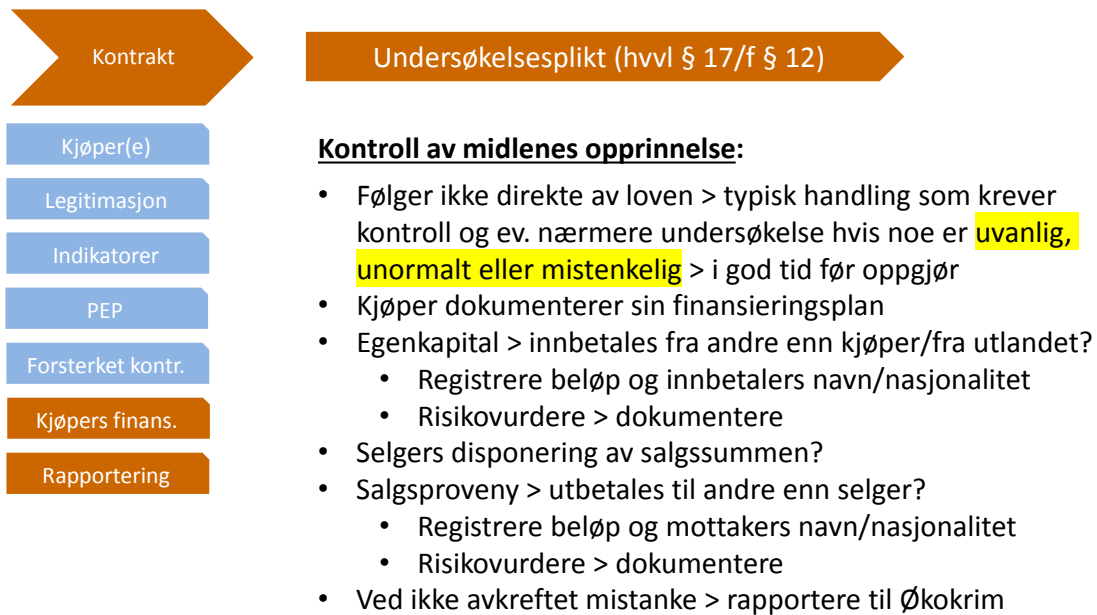 Kontrakt
Undersøkelsesplikt (hvvl § 17/f § 12)
Kjøper(e)
Legitimasjon
Indikatorer
PEP
Forsterket kontr.
Kjøpers finans.
Rapportering
Kontroll av midlenes opprinnelse:
• Følger ikke direkte av loven > typisk handling som krever
kontroll og ev. nærmere undersøkelse hvis noe er uvanlig,
unormalt eller mistenkelig > i god tid før oppgjør
• Kjøper dokumenterer sin finansieringsplan
• Egenkapital > innbetales fra andre enn kjøper/fra utlandet?
• Registrere beløp og innbetalers navn/nasjonalitet
• Risikovurdere > dokumentere
• Selgers disponering av salgssummen?
• Salgsproveny > utbetales til andre enn selger?
• Registrere beløp og mottakers navn/nasjonalitet
• Risikovurdere > dokumentere
• Ved ikke avkreftet mistanke > rapportere til Økokrim